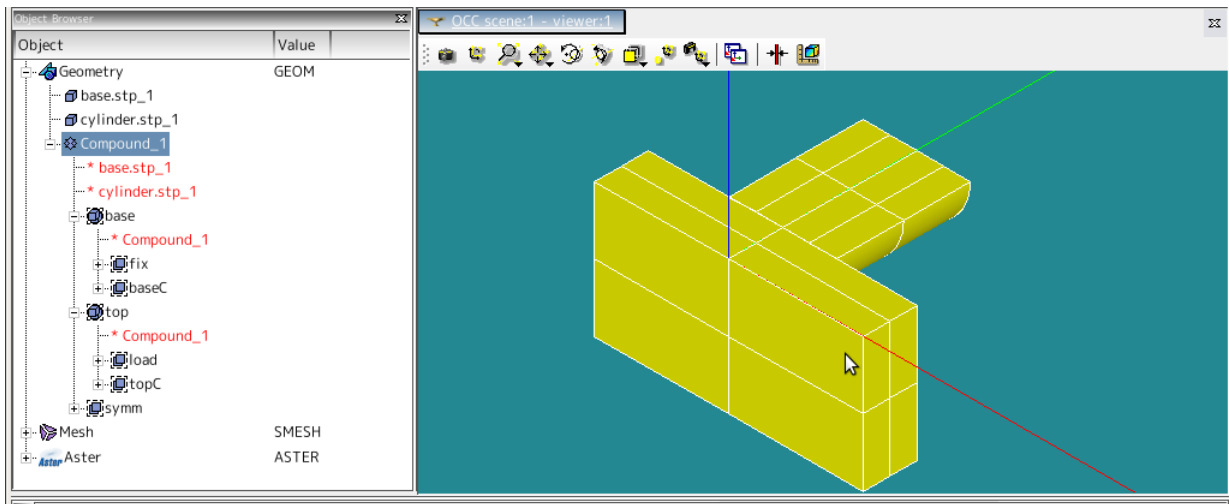 Object Browser
OCC scene:1 - viewer:1
Object Value
Geometry GEOM
base.stp_1
cylinder.stp_1
Compound_1
* base.stp_1
* cylinder.stp_1
base
* Compound_1
fix
baseC
top
* Compound_1
load
topC
symm
Mesh SMESH
Aster Aster ASTER